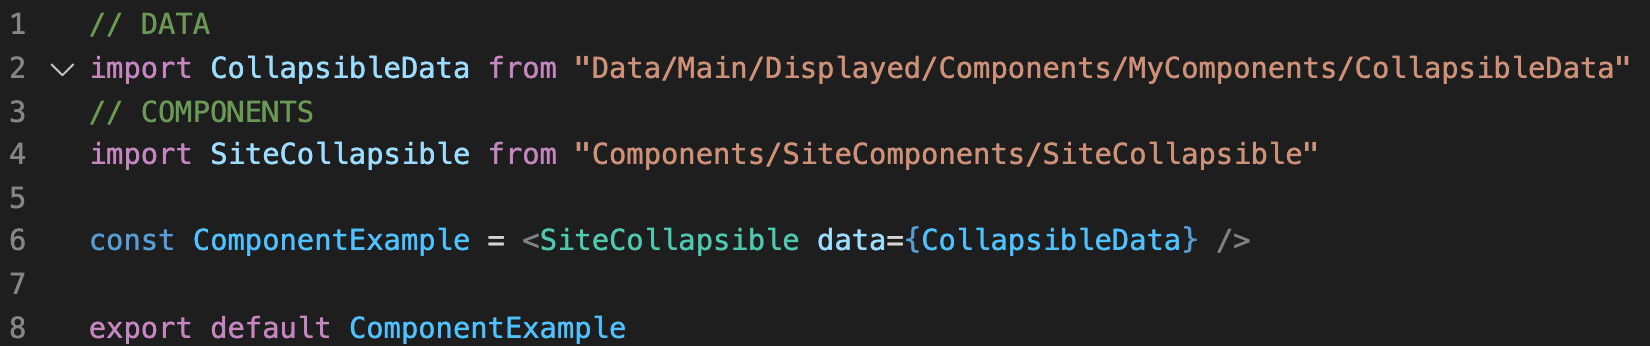 1 // DATA
2 import CollapsibleData from "Data/Main/Displayed/Components/MyComponents/CollapsibleData"
3 // COMPONENTS
4 import SiteCollapsible from "Components/SiteComponents/SiteCollapsible"
5
6 const ComponentExample = <SiteCollapsible data={CollapsibleData} />
7
8 export default ComponentExample